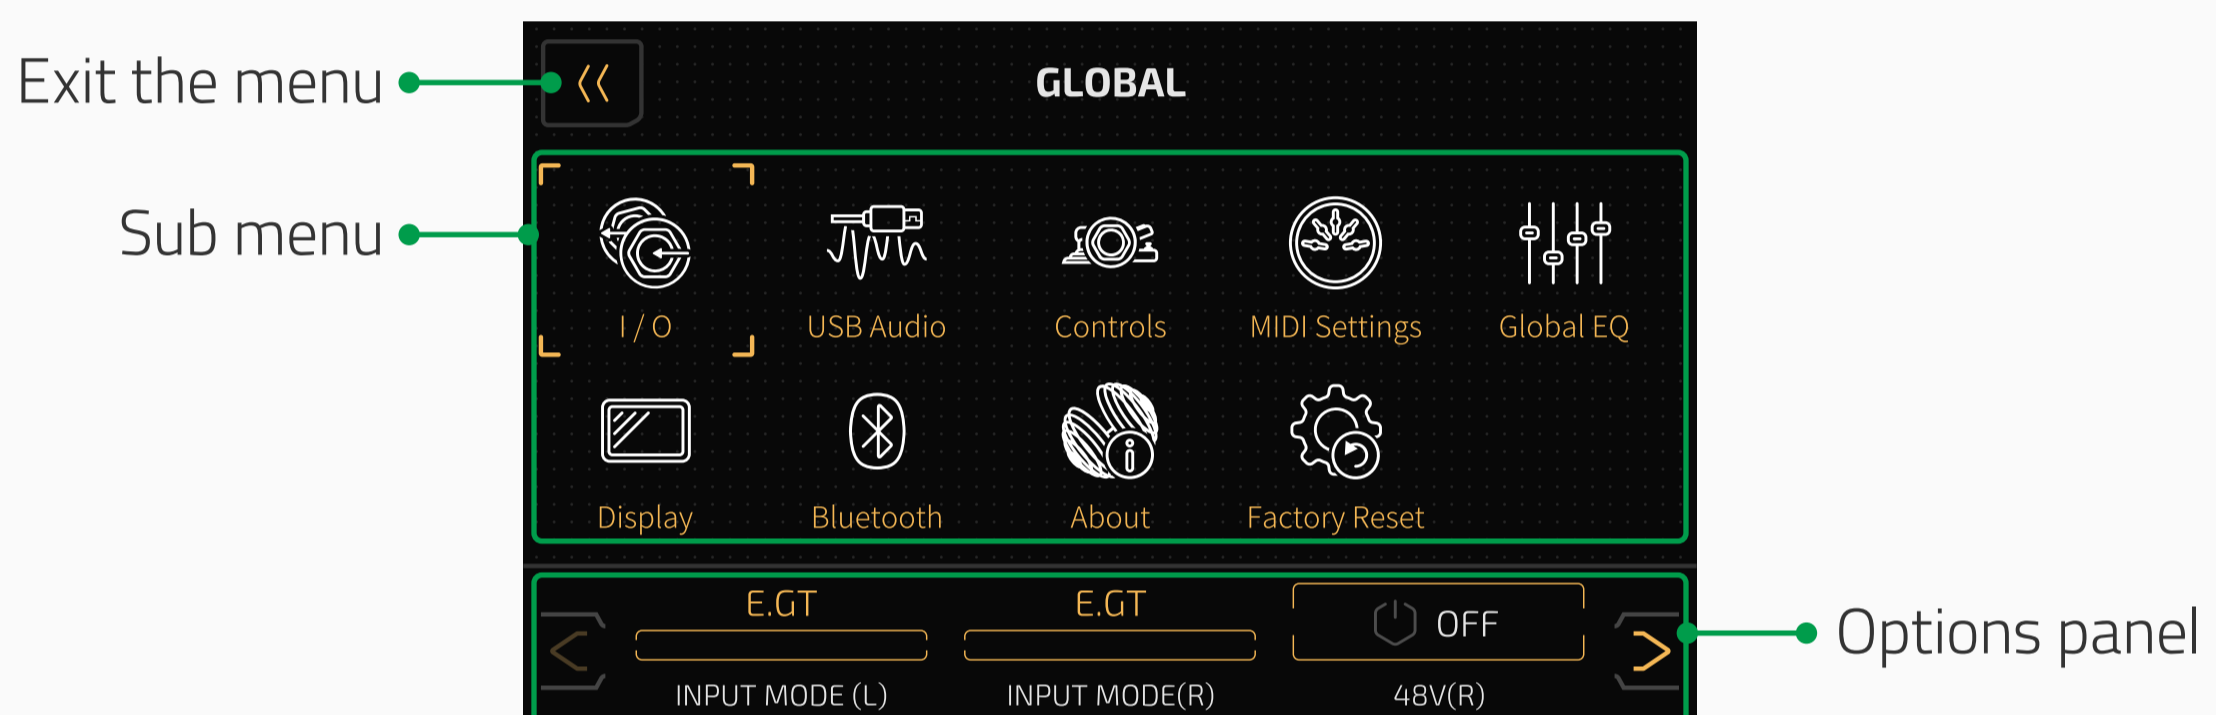 Exit the menu
GLOBAL
Sub menu
I / O
USB Audio
Controls
MIDI Settings
Global EQ
Display
Bluetooth
About
Factory Reset
E.GT
E.GT
OFF
Options panel
INPUT MODE (L)
INPUT MODE(R)
48V(R)